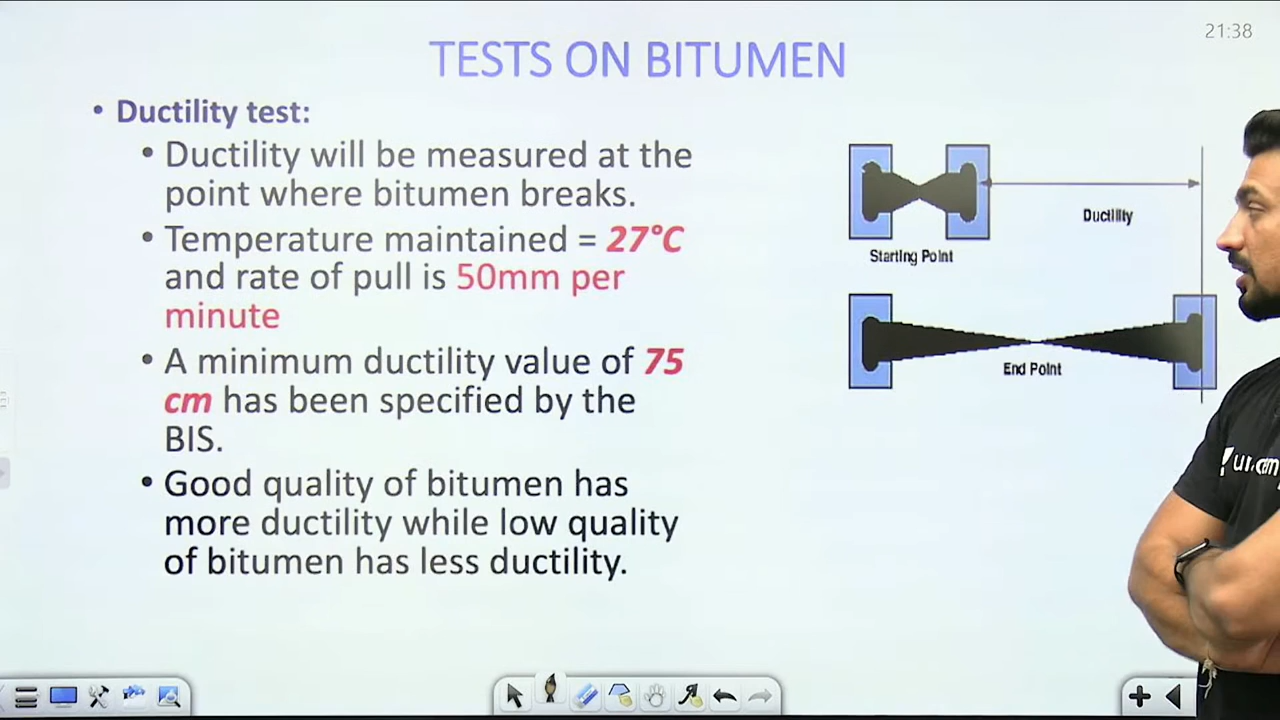 21:38
TESTS ON BITUMEN
• Ductility test:
• Ductility will be measured at the
point where bitumen breaks.
• Temperature maintained = 27°C
and rate of pull is 50mm per
minute
• A minimum ductility value of 75
cm has been specified by the
BIS.
• Good quality of bitumen has
more ductility while low quality
of bitumen has less ductility.
Ductility
Starting Point
End Point